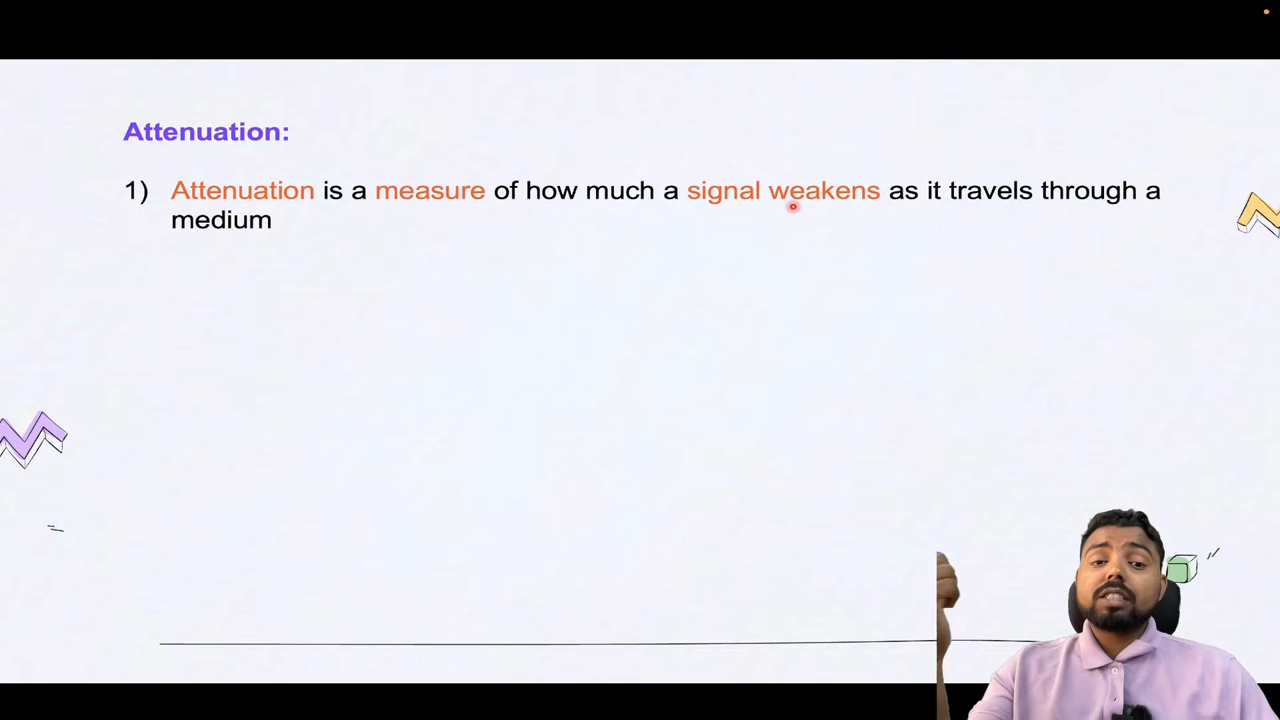 Attenuation:
1) Attenuation is a measure of how much a signal weakens as it travels through a
medium